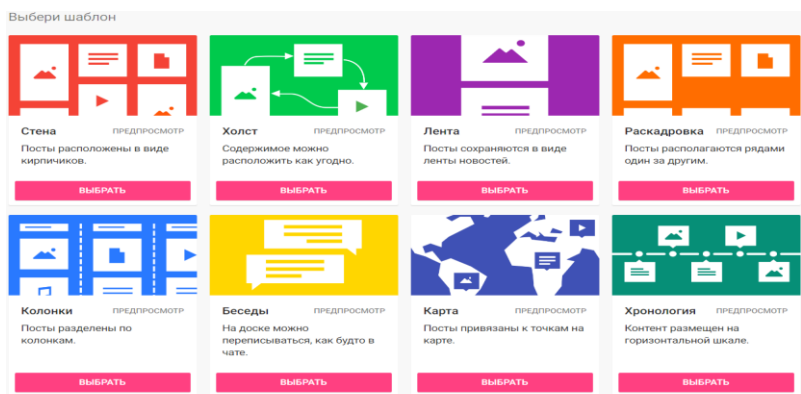 Выбери шаблон
Стена ПРЕДПРОСМОТР
Посты расположены в виде
кирпичиков.
ВЫБРАТЬ
Холст ПРЕДПРОСМОТР
Содержимое можно
расположить как угодно.
ВЫБРАТЬ
Лента ПРЕДПРОСМОТР
Посты сохраняются в виде
ленты новостей.
ВЫБРАТЬ
Раскадровка ПРЕДПРОСМОТР
Посты располагаются рядами
один за другим.
ВЫБРАТЬ
Колонки ПРЕДПРОСМОТР
Посты разделены по
колонкам.
ВЫБРАТЬ
Беседы ПРЕДПРОСМОТР
На доске можно
переписываться, как будто в
чате.
ВЫБРАТЬ
Карта ПРЕДПРОСМОТР
Посты привязаны к точкам на
карте.
ВЫБРАТЬ
Хронология ПРЕДПРОСМОТР
Контент размещен на
горизонтальной шкале.
ВЫБРАТЬ